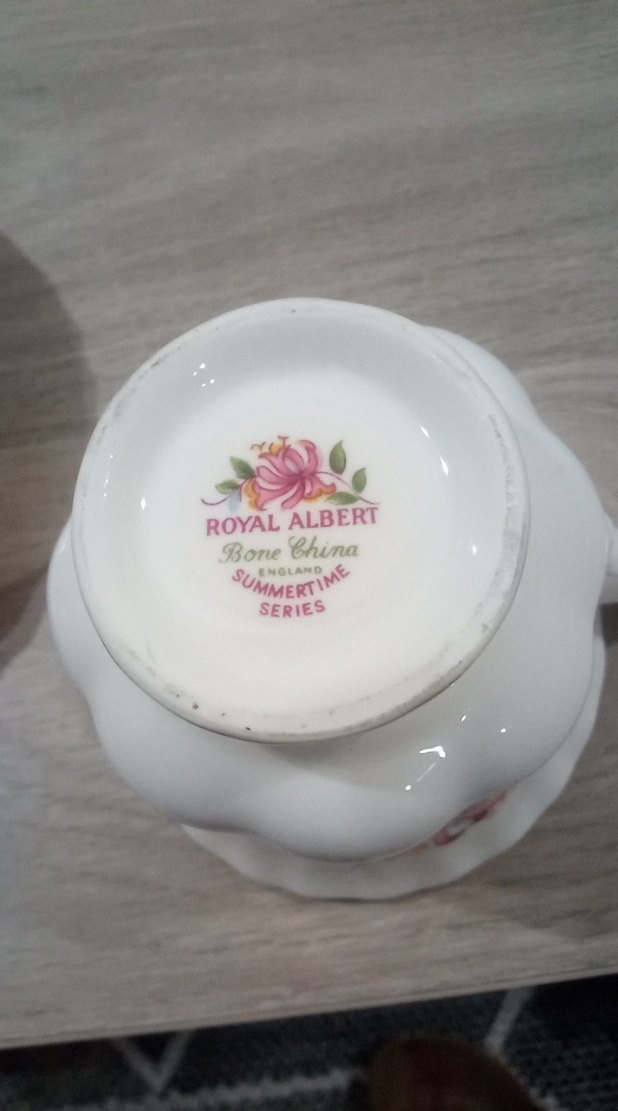 ROYAL ALBERT
Bone China
ENGLAND
SUMMERTIME
SERIES